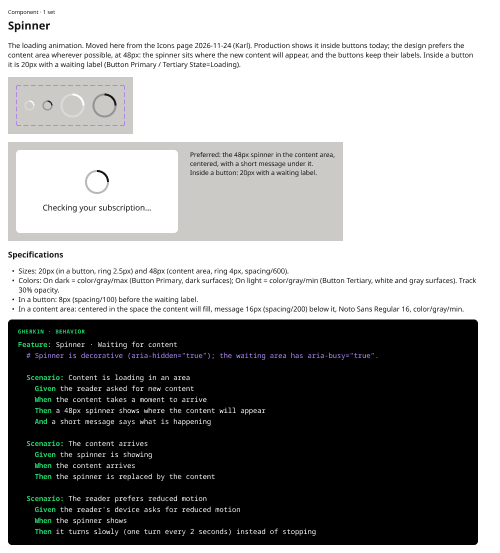 Component · 1 set
Spinner
The loading animation. Moved here from the Icons page 2026-11-24 (Karl). Production shows it inside buttons today; the design prefers the
content area wherever possible, at 48px: the spinner sits where the new content will appear, and the buttons keep their labels. Inside a button
it is 20px with a waiting label (Button Primary / Tertiary State=Loading).
Preferred: the 48px spinner in the content area,
centered, with a short message under it.
Inside a button: 20px with a waiting label.
Checking your subscription...
Specifications
• Sizes: 20px (in a button, ring 2.5px) and 48px (content area, ring 4px, spacing/600).
• Colors: On dark = color/gray/max (Button Primary, dark surfaces); On light = color/gray/min (Button Tertiary, white and gray surfaces). Track
30% opacity.
• In a button: 8px (spacing/100) before the waiting label.
• In a content area: centered in the space the content will fill, message 16px (spacing/200) below it, Noto Sans Regular 16, color/gray/min.
GHERKIN · BEHAVIOR
Feature: Spinner · Waiting for content
# Spinner is decorative (aria-hidden="true"); the waiting area has aria-busy="true".
Scenario: Content is loading in an area
Given the reader asked for new content
When the content takes a moment to arrive
Then a 48px spinner shows where the content will appear
And a short message says what is happening
Scenario: The content arrives
Given the spinner is showing
When the content arrives
Then the spinner is replaced by the content
Scenario: The reader prefers reduced motion
Given the reader's device asks for reduced motion
When the spinner shows
Then it turns slowly (one turn every 2 seconds) instead of stopping